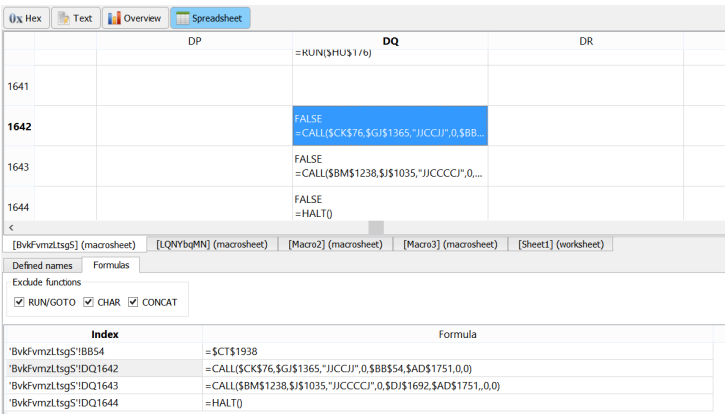 0x Hex Text Overview Spreadsheet
DP DQ DR
=RUN($HU$176)
1641
1642 FALSE
=CALL($CK$76,$GJ$1365,"JJCCJJ",0,$BB...
1643 FALSE
=CALL($BM$1238,$J$1035,"JJCCCCJ",0,...
1644 FALSE
=HALT()
[BvkFvmzLtsgS] (macrosheet) [LQNYbqMN] (macrosheet) [Macro2] (macrosheet) [Macro3] (macrosheet) [Sheet1] (worksheet)
Defined names Formulas
Exclude functions
RUN/GOTO CHAR CONCAT
Index Formula
'BvkFvmzLtsgS'!BB54 =$CT$1938
'BvkFvmzLtsgS'!DQ1642 =CALL($CK$76,$GJ$1365,"JJCCJJ",0,$BB$54,$AD$1751,0,0)
'BvkFvmzLtsgS'!DQ1643 =CALL($BM$1238,$J$1035,"JJCCCCJ",0,$DJ$1692,$AD$1751,,0,0)
'BvkFvmzLtsgS'!DQ1644 =HALT()